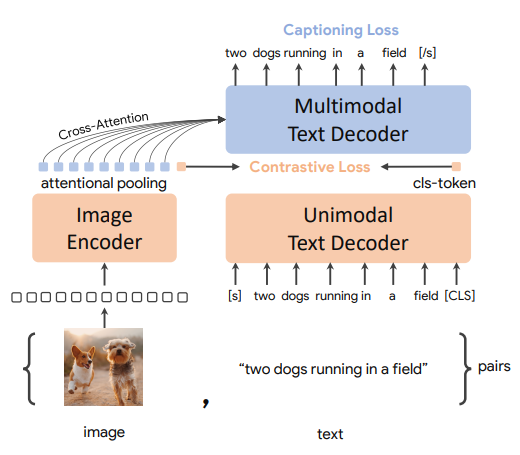 Captioning Loss
two dogs running in a field [/s]
Multimodal
Text Decoder
Cross-Attention
Contrastive Loss
attentional pooling
cls-token
Image
Encoder
Unimodal
Text Decoder
[s] two dogs running in a field [CLS]
“two dogs running in a field”
pairs
,
image
text